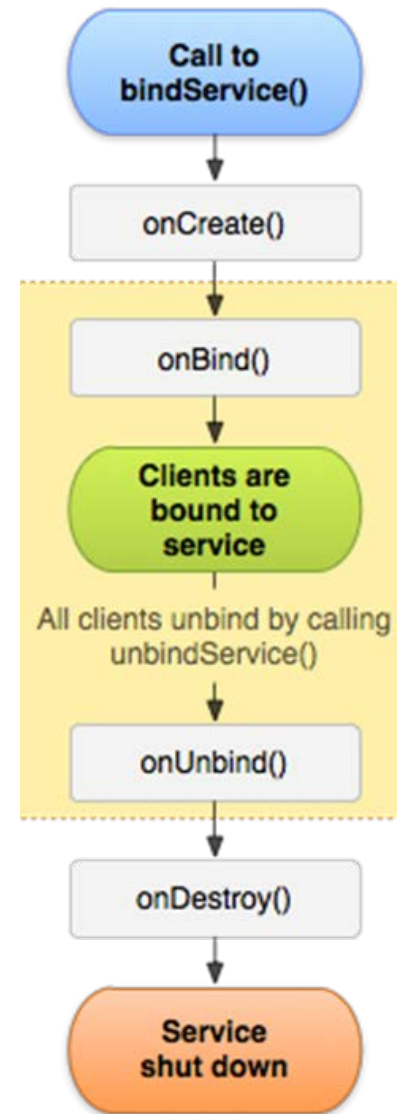 Call to
bindService()
onCreate()
onBind()
Clients are
bound to
service
All clients unbind by calling
unbindService()
onUnbind()
onDestroy()
Service
shut down